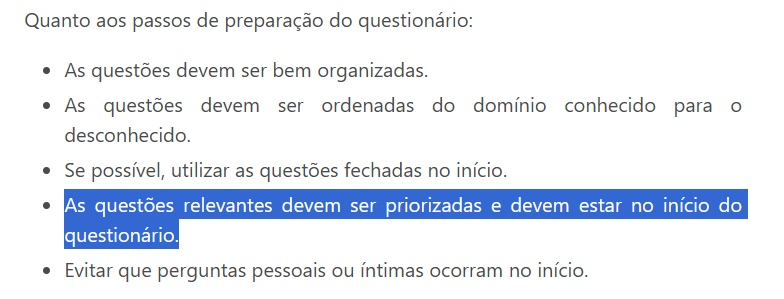 Quanto aos passos de preparação do questionário:
• As questões devem ser bem organizadas.
• As questões devem ser ordenadas do domínio conhecido para o
desconhecido.
• Se possível, utilizar as questões fechadas no início.
• As questões relevantes devem ser priorizadas e devem estar no início do
questionário.
• Evitar que perguntas pessoais ou íntimas ocorram no início.